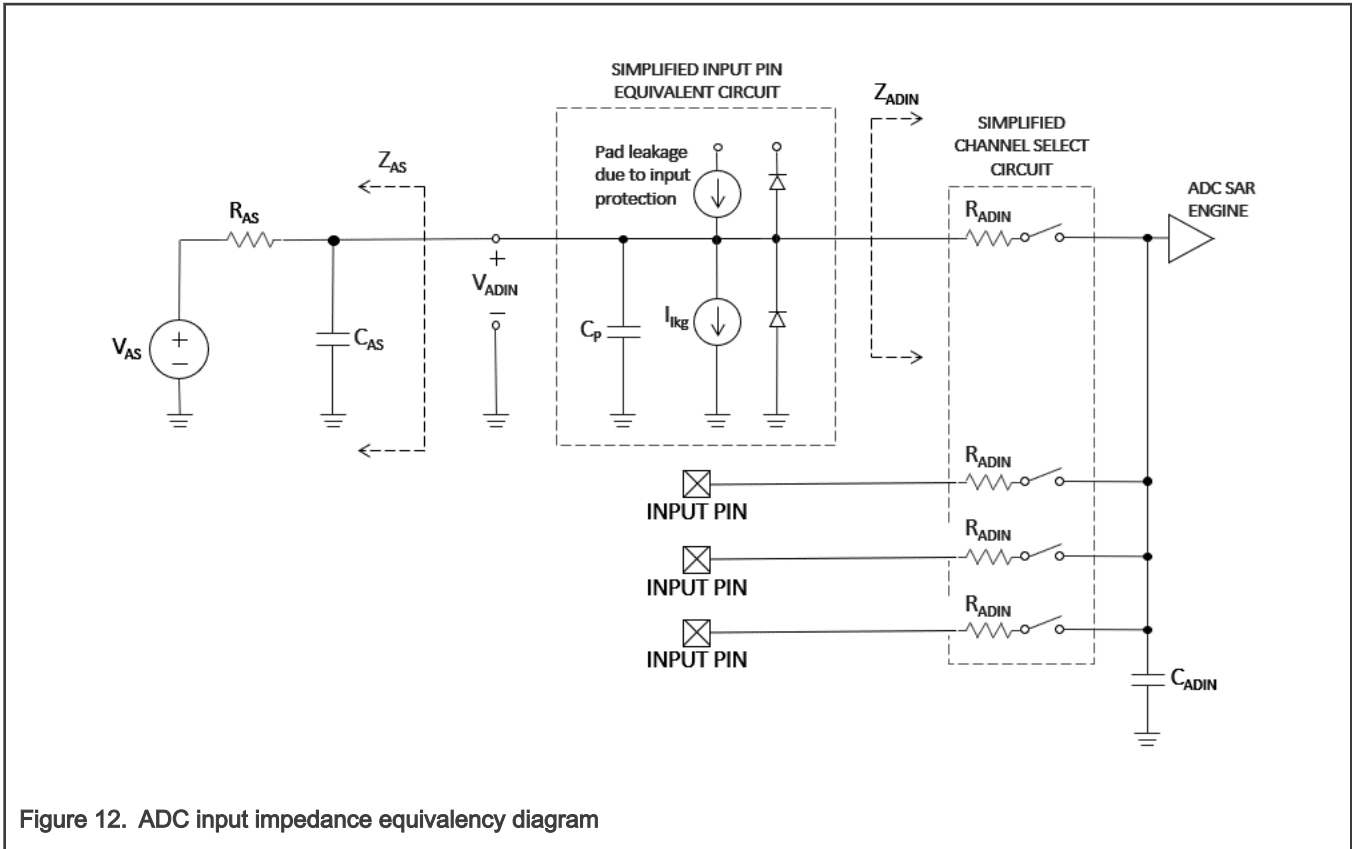 SIMPLIFIED INPUT PIN
EQUIVALENT CIRCUIT
Z_ADIN
SIMPLIFIED
CHANNEL SELECT
CIRCUIT
Pad leakage
due to input
protection
Z_AS
ADC SAR
ENGINE
R_AS
R_ADIN
+
V_ADIN
−
I_lkg
C_P
V_AS
+
−
C_AS
R_ADIN
INPUT PIN
R_ADIN
INPUT PIN
R_ADIN
INPUT PIN
C_ADIN
Figure 12. ADC input impedance equivalency diagram